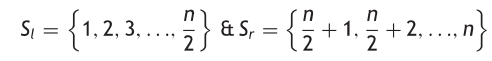 S_l = {1, 2, 3, ..., n/2} & S_r = {n/2 + 1, n/2 + 2, ..., n}